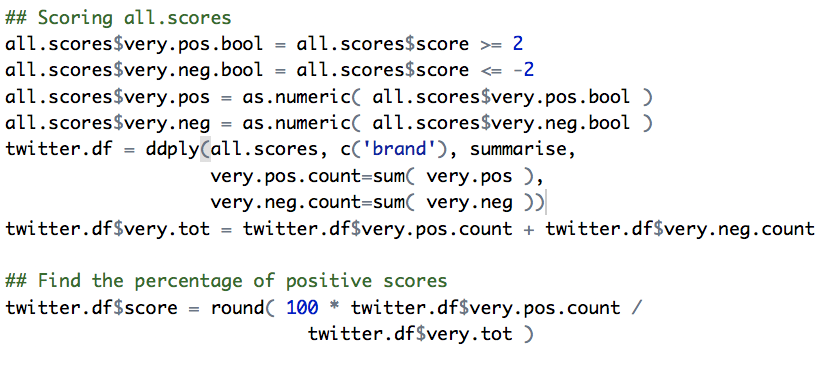 ## Scoring all.scores
all.scores$very.pos.bool = all.scores$score >= 2
all.scores$very.neg.bool = all.scores$score <= -2
all.scores$very.pos = as.numeric( all.scores$very.pos.bool )
all.scores$very.neg = as.numeric( all.scores$very.neg.bool )
twitter.df = ddply(all.scores, c('brand'), summarise,
                   very.pos.count=sum( very.pos ),
                   very.neg.count=sum( very.neg ))
twitter.df$very.tot = twitter.df$very.pos.count + twitter.df$very.neg.count

## Find the percentage of positive scores
twitter.df$score = round( 100 * twitter.df$very.pos.count /
                            twitter.df$very.tot )